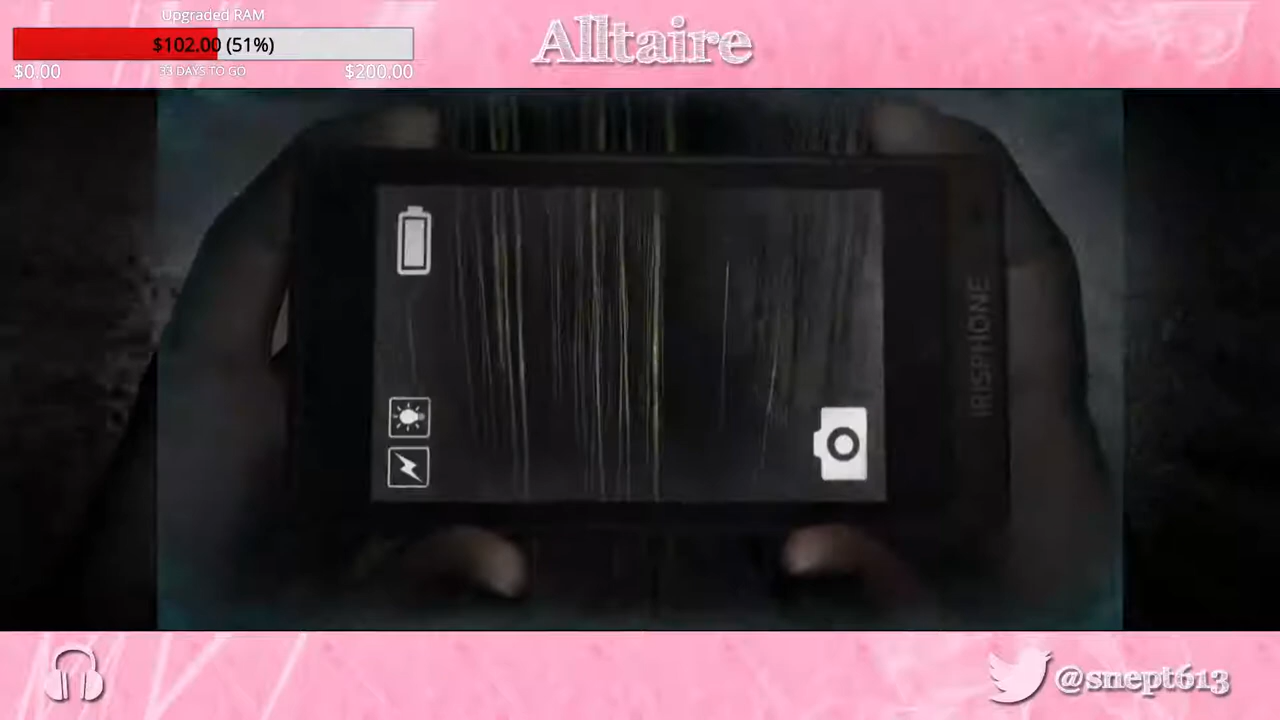 Upgraded RAM
$102.00 (51%)
$0.00
33 DAYS TO GO
$200.00
Alltaire
IRISPHONE
@snept613